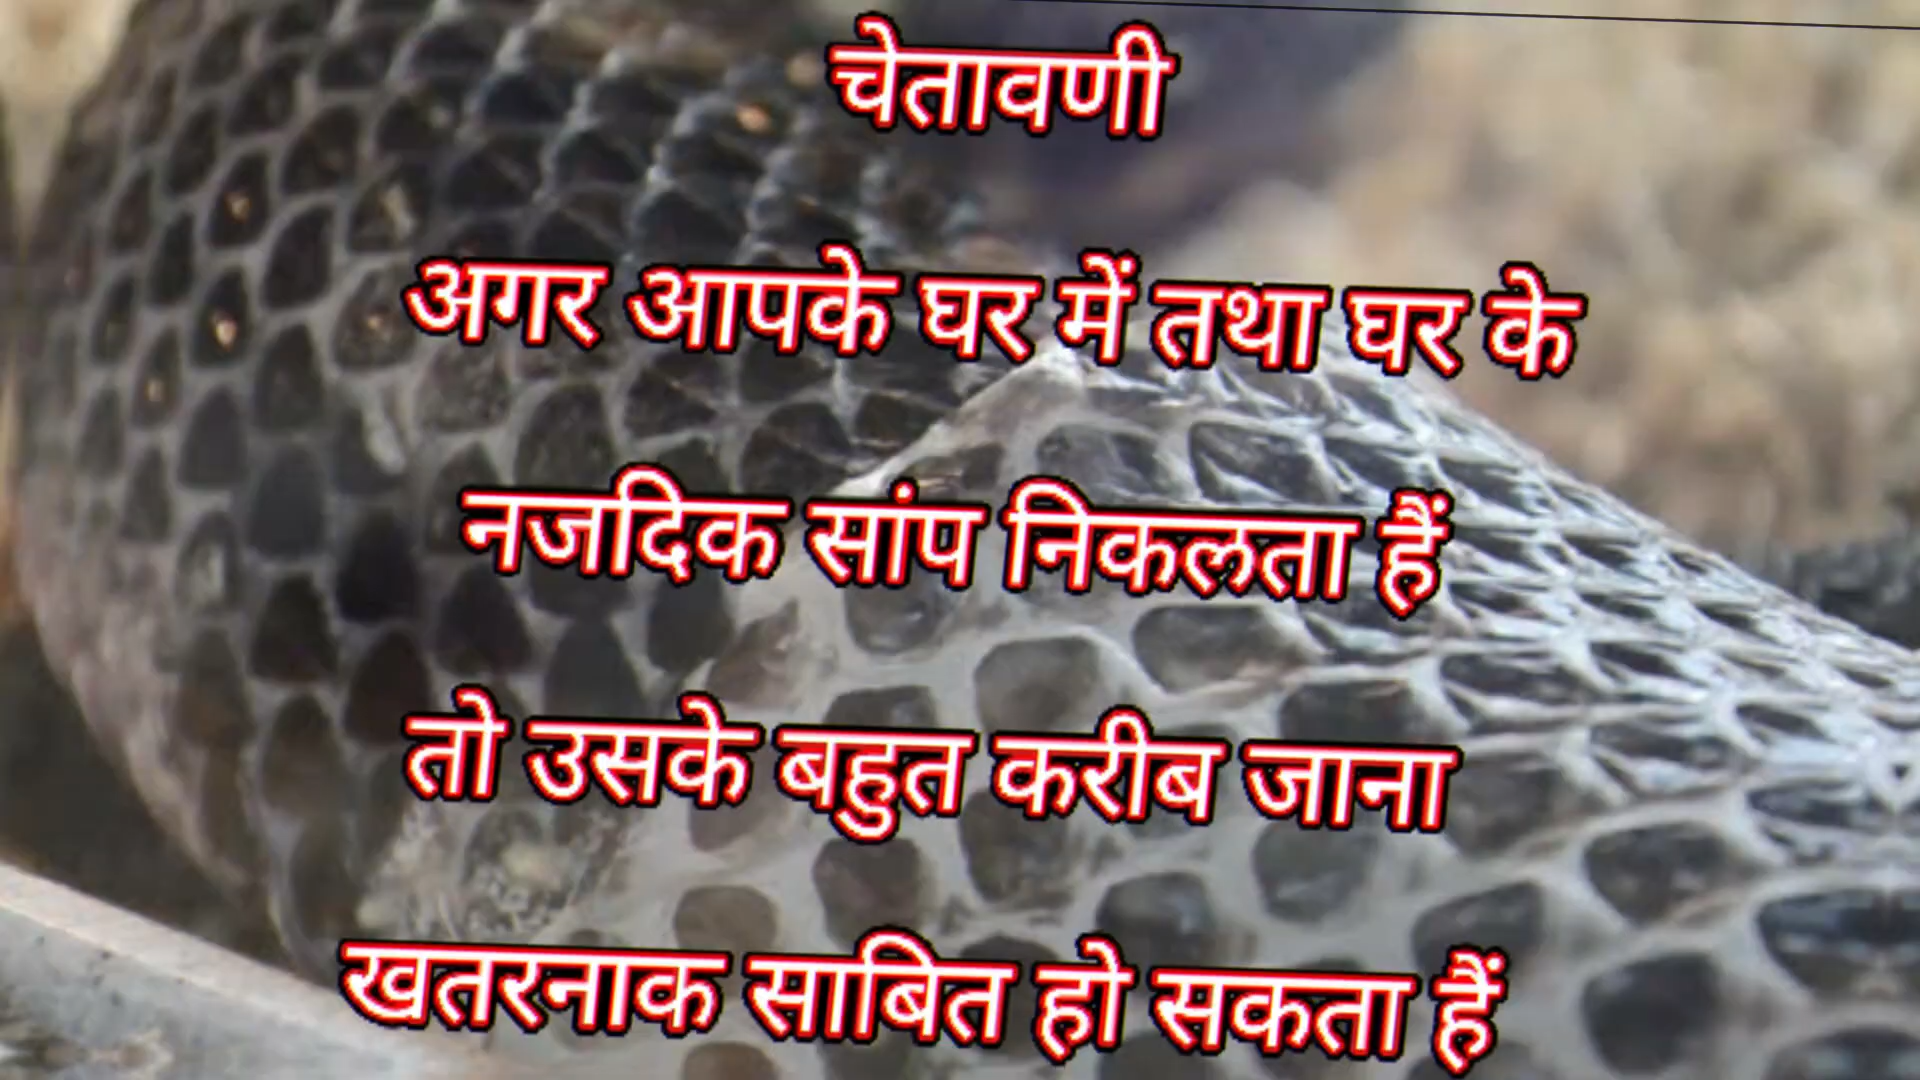 चेतावणी
अगर आपके घर में तथा घर के
नजदिक सांप निकलता हैं
तो उसके बहुत करीब जाना
खतरनाक साबित हो सकता हैं